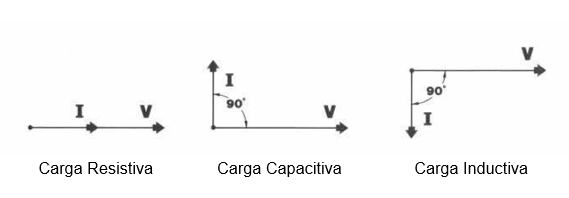 I V
Carga Resistiva
I
90°
V
Carga Capacitiva
V
90°
I
Carga Inductiva